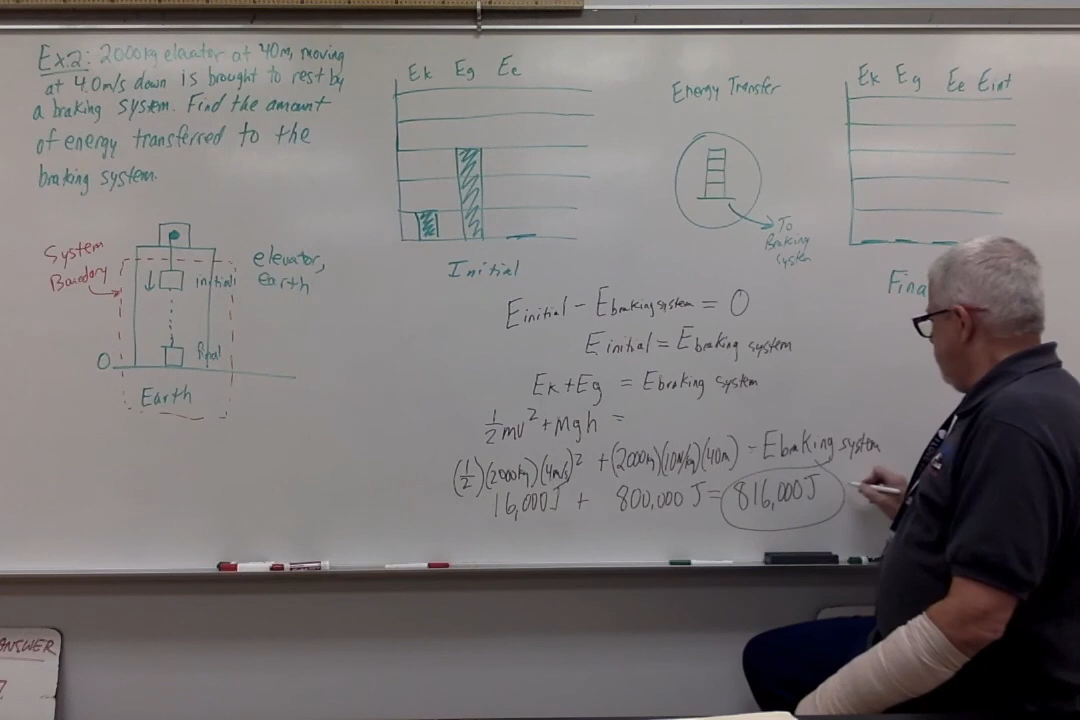 Ex.2: 2000kg elevator at 40m, moving
at 4.0m/s down is brought to rest by
a braking system. Find the amount
of energy transferred to the
braking system.
System
Boundary
elevator,
earth
initial
final
0
Earth
Ek Eg Ee
Initial
Energy Transfer
To
Braking
system
Ek Eg Ee Eint
Fina
Einitial - Ebraking system = 0
Einitial = Ebraking system
Ek + Eg = Ebraking system
1/2 mv² + mgh =
(1/2)(2000kg)(4m/s)² + (2000kg)(10N/kg)(40m) = Ebraking system
16,000J + 800,000J = 816,000J
ANSWER